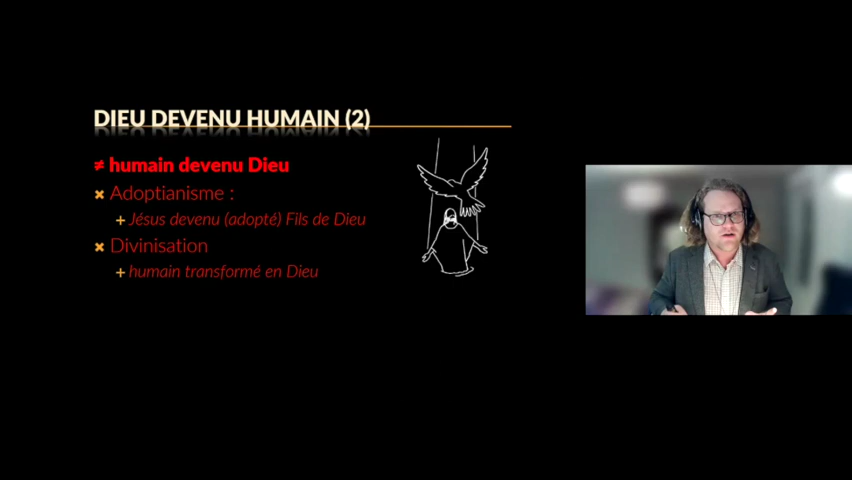 DIEU DEVENU HUMAIN (2)
≠ humain devenu Dieu
Adoptianisme :
Jésus devenu (adopté) Fils de Dieu
Divinisation
humain transformé en Dieu